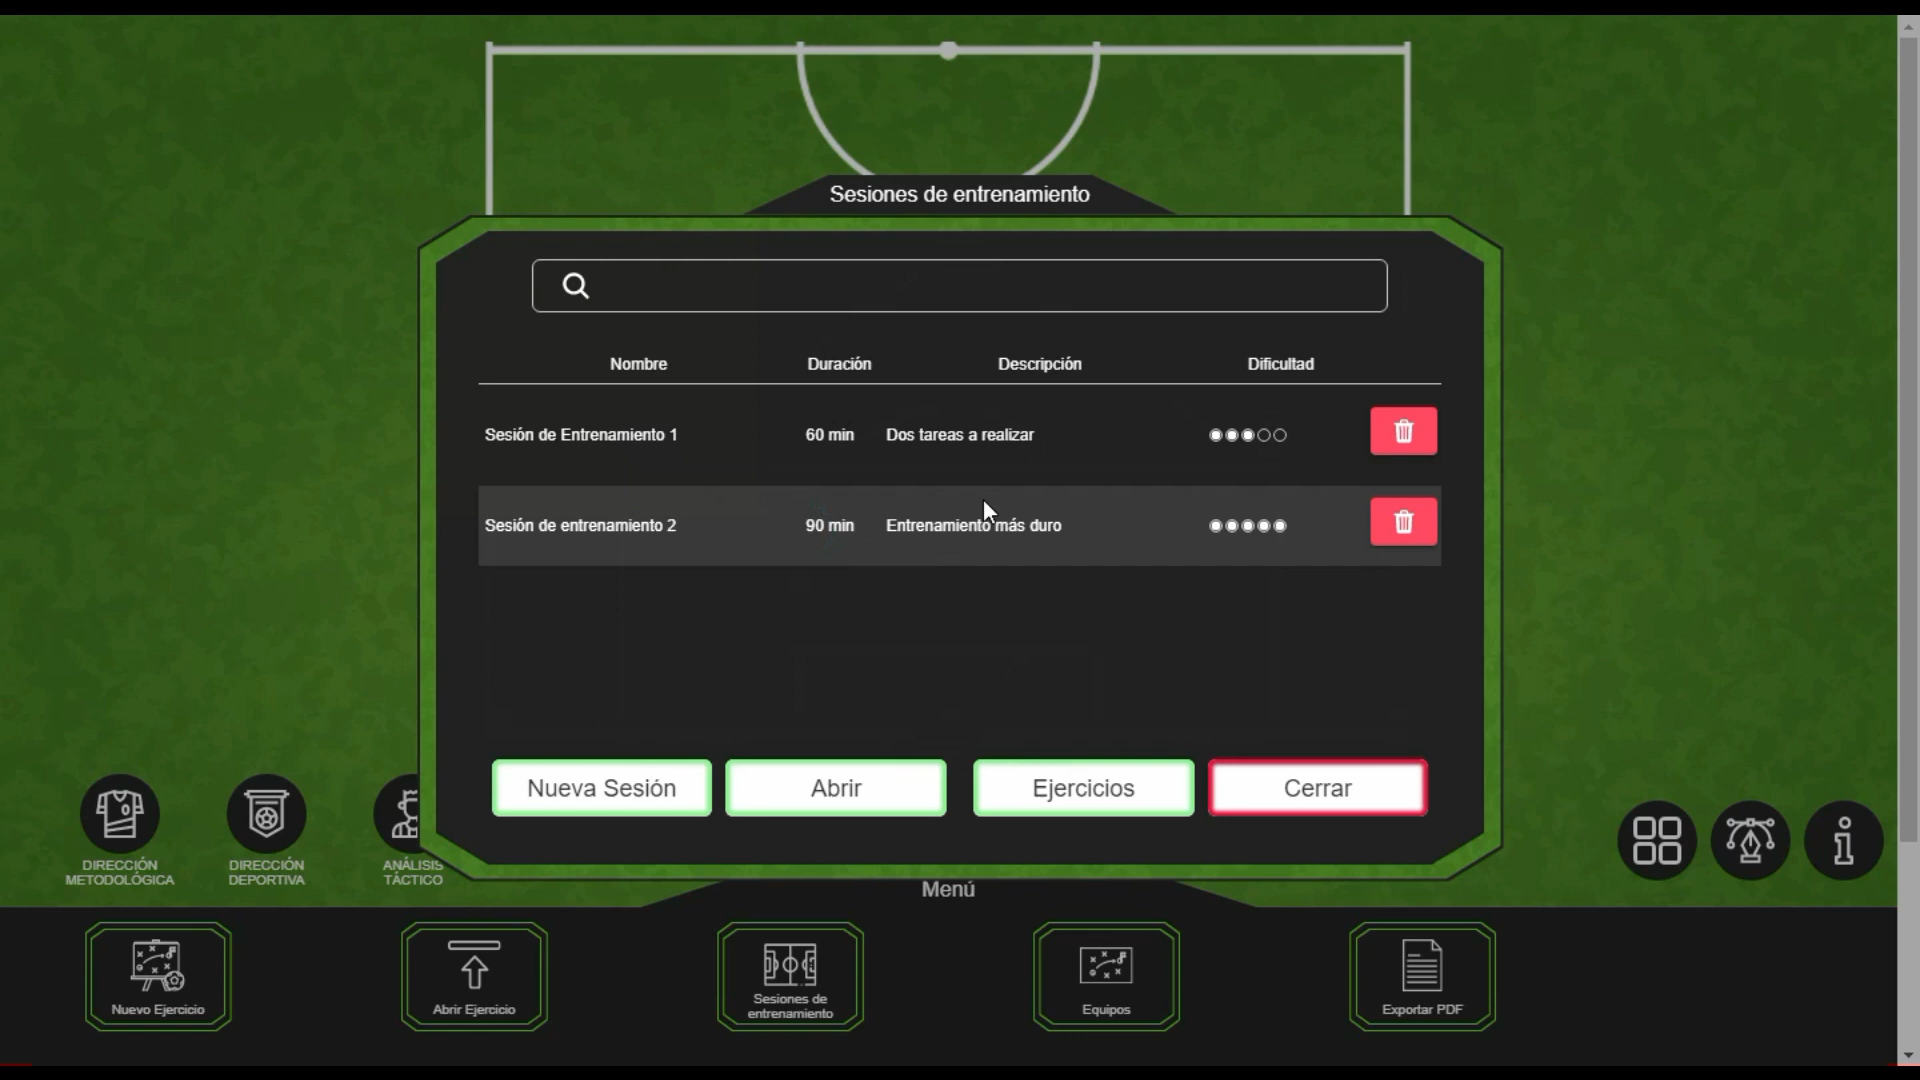 Sesiones de entrenamiento
Nombre Duración Descripción Dificultad
Sesión de Entrenamiento 1 60 min Dos tareas a realizar
Sesión de entrenamiento 2 90 min Entrenamiento más duro
Nueva Sesión Abrir Ejercicios Cerrar
DIRECCIÓN
METODOLÓGICA
DIRECCIÓN
DEPORTIVA
ANÁLISIS
TÁCTICO
Menú
Nuevo Ejercicio
Abrir Ejercicio
Sesiones de
entrenamiento
Equipos
Exportar PDF